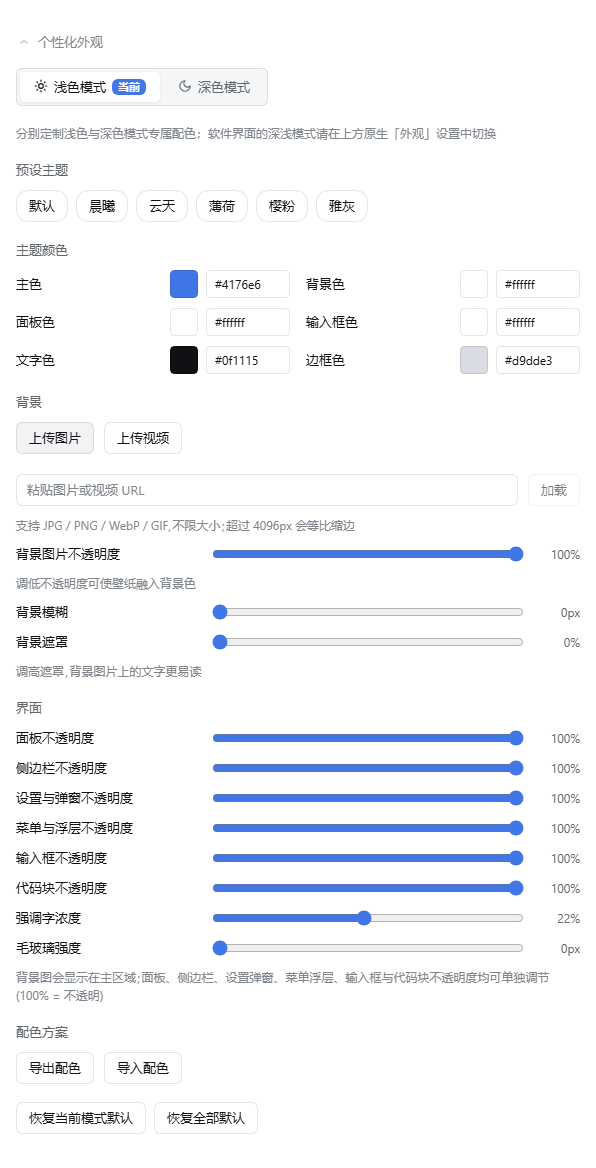 个性化外观
浅色模式 当前 深色模式
分别定制浅色与深色模式专属配色；软件界面的深浅模式请在上方原生「外观」设置中切换
预设主题
默认 晨曦 云天 薄荷 樱粉 雅灰
主题颜色
主色 #4176e6 背景色 #ffffff
面板色 #ffffff 输入框色 #ffffff
文字色 #0f1115 边框色 #d9dde3
背景
上传图片 上传视频
粘贴图片或视频 URL 加载
支持 JPG / PNG / WebP / GIF,不限大小;超过 4096px 会等比缩边
背景图片不透明度 100%
调低不透明度可使壁纸融入背景色
背景模糊 0px
背景遮罩 0%
调高遮罩,背景图片上的文字更易读
界面
面板不透明度 100%
侧边栏不透明度 100%
设置与弹窗不透明度 100%
菜单与浮层不透明度 100%
输入框不透明度 100%
代码块不透明度 100%
强调字浓度 22%
毛玻璃强度 0px
背景图会显示在主区域;面板、侧边栏、设置弹窗、菜单浮层、输入框与代码块不透明度均可单独调节
(100% = 不透明)
配色方案
导出配色 导入配色
恢复当前模式默认 恢复全部默认